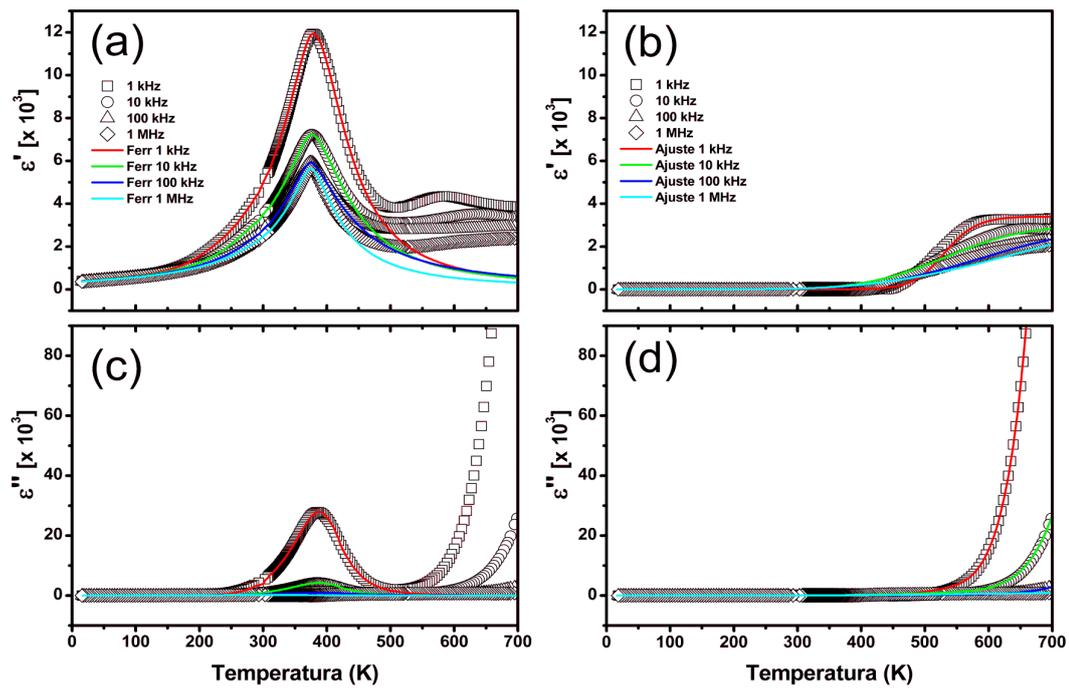 (a)
12
10
8
6
4
2
0
ε' [x 10³]
1 kHz
10 kHz
100 kHz
1 MHz
Ferr 1 kHz
Ferr 10 kHz
Ferr 100 kHz
Ferr 1 MHz
(b)
12
10
8
6
4
2
0
ε' [x 10³]
1 kHz
10 kHz
100 kHz
1 MHz
Ajuste 1 kHz
Ajuste 10 kHz
Ajuste 100 kHz
Ajuste 1 MHz
(c)
80
60
40
20
0
ε" [x 10³]
0 100 200 300 400 500 600 700
Temperatura (K)
(d)
80
60
40
20
0
ε" [x 10³]
0 100 200 300 400 500 600 700
Temperatura (K)